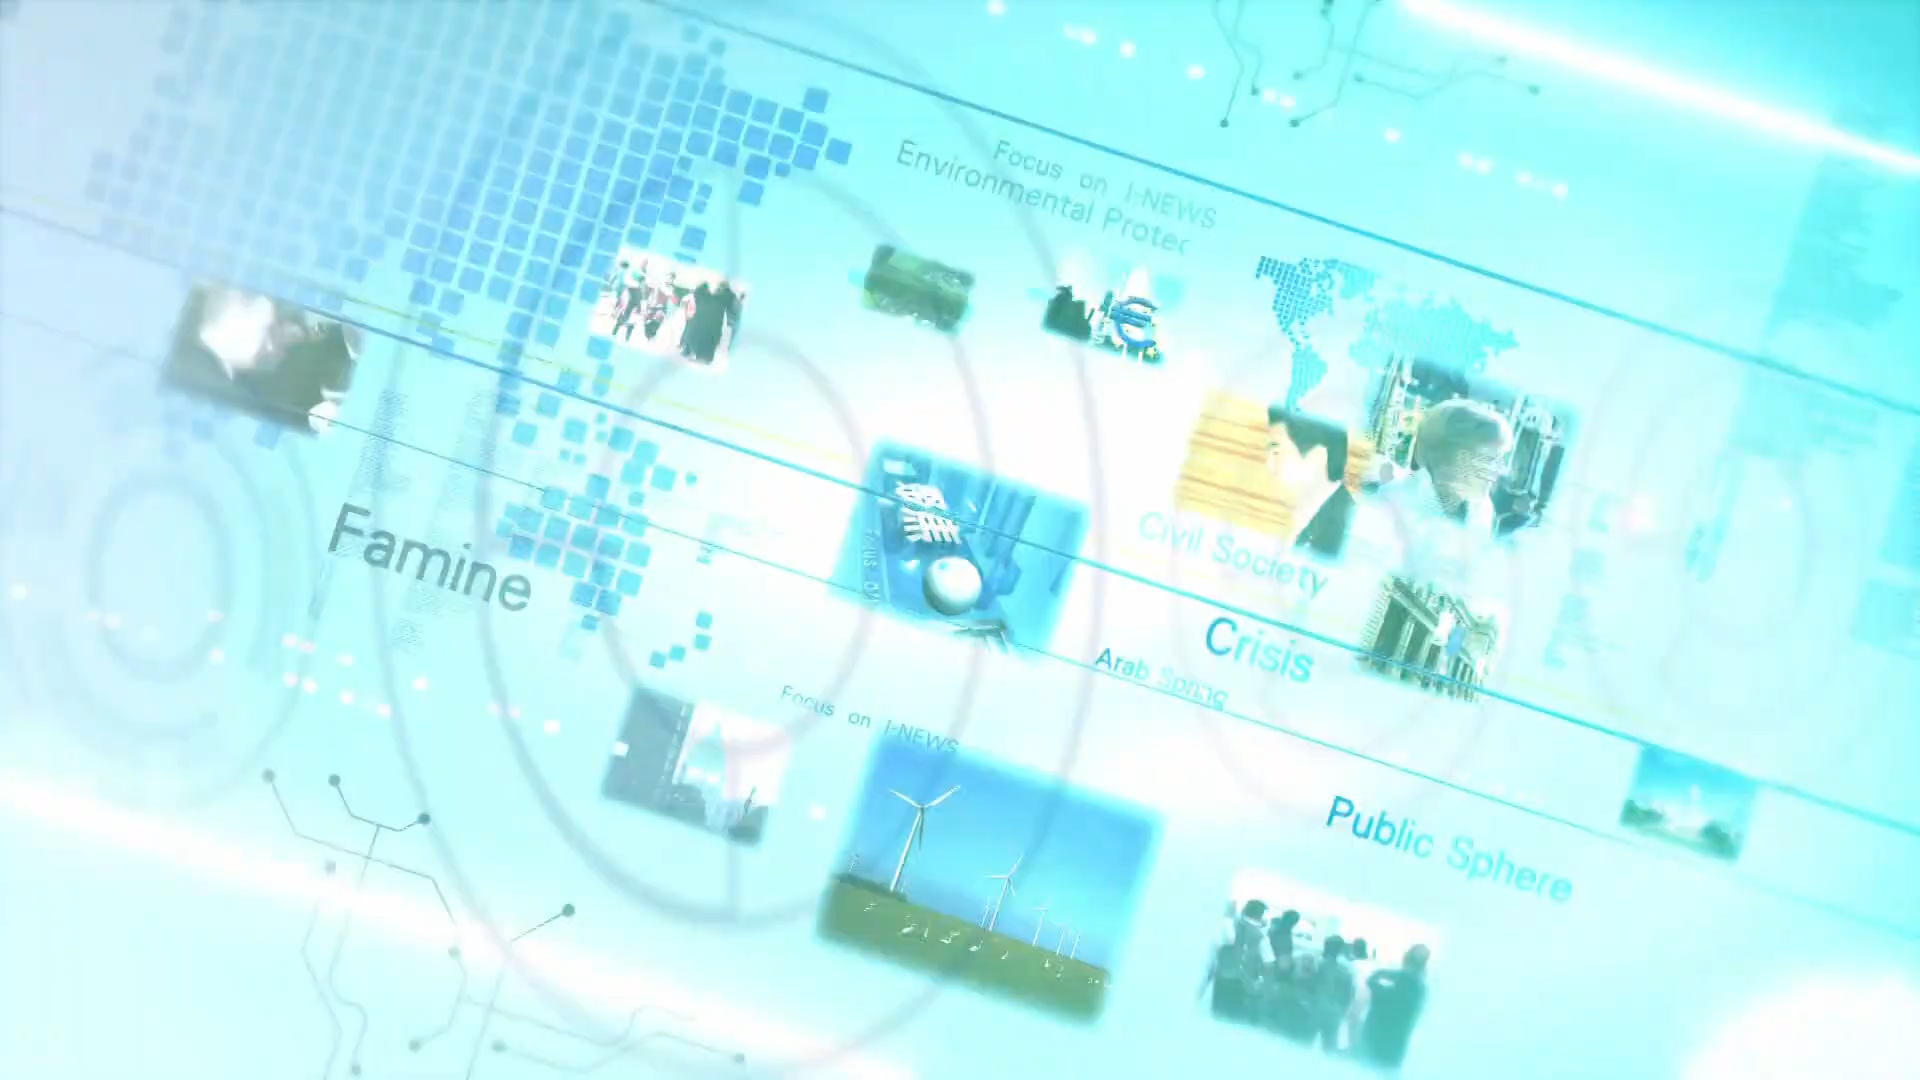 Focus on I-NEWS
Environmental Protec
Famine
Civil Society
Crisis
Arab Spring
Focus on I-NEWS
Public Sphere